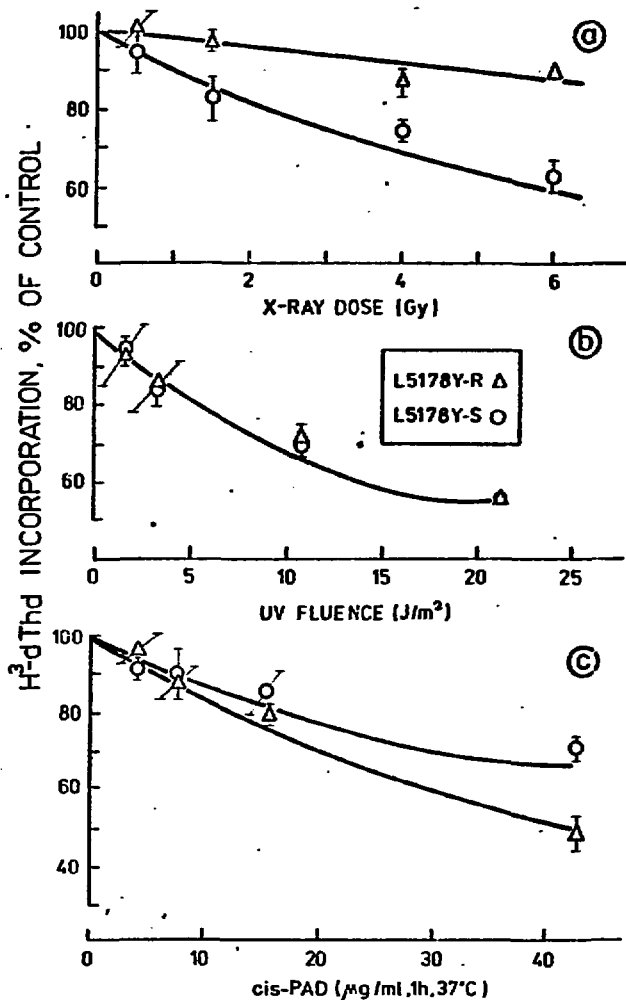 H³-dThd INCORPORATION, % OF CONTROL
a
100
80
60
0 2 4 6
X-RAY DOSE (Gy)
b
100
80
60
L5178Y-R △
L5178Y-S ○
0 5 10 15 20 25
UV FLUENCE (J/m²)
c
100
80
60
40
0 10 20 30 40
cis-PAD (μg/ml,1h,37°C)